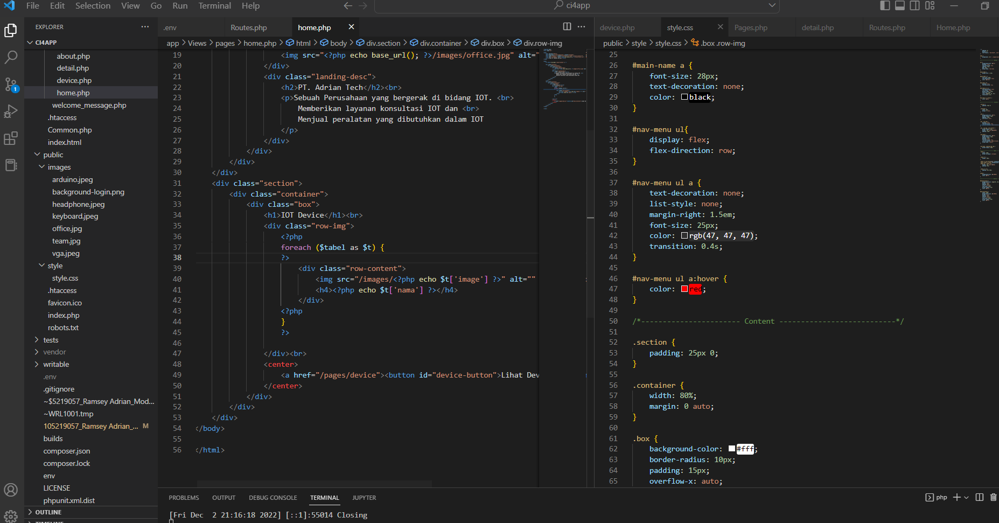 File Edit Selection View Go Run Terminal Help
ci4app
EXPLORER
CI4APP
about.php
detail.php
device.php
home.php
welcome_message.php
.htaccess
Common.php
index.html
public
images
arduino.jpeg
background-login.png
headphone.jpeg
keyboard.jpeg
office.jpg
team.jpg
vga.jpeg
style
style.css
.htaccess
favicon.ico
index.php
robots.txt
tests
vendor
writable
.env
.gitignore
~$5219057_Ramsey Adrian_Mod...
~WRL1001.tmp
105219057_Ramsey Adrian_... M
builds
composer.json
composer.lock
env
LICENSE
phpunit.xml.dist
OUTLINE
TIMELINE
1
.env Routes.php home.php
app > Views > pages > home.php > html > body > div.section > div.container > div.box > div.row-img
19 <img src="<?php echo base_url(); ?>/images/office.jpg" alt="
20 </div>
21 <div class="landing-desc">
22 <h2>PT. Adrian Tech</h2><br>
23 <p>Sebuah Perusahaan yang bergerak di bidang IOT. <br>
24 Memberikan layanan konsultasi IOT dan <br>
25 Menjual peralatan yang dibutuhkan dalam IOT
26 </p>
27 </div>
28 </div>
29 </div>
30 </div>
31 <div class="section">
32 <div class="container">
33 <div class="box">
34 <h1>IOT Device</h1><br>
35 <div class="row-img">
36 <?php
37 foreach ($tabel as $t) {
38 ?>
39 <div class="row-content">
40 <img src="/images/<?php echo $t['image'] ?>" alt=""
41 <h4><?php echo $t['nama'] ?></h4>
42 </div>
43 <?php
44 }
45 ?>
46
47 </div><br>
48 <center>
49 <a href="/pages/device"><button id="device-button">Lihat Dev
50 </center>
51 </div>
52 </div>
53 </div>
54 </body>
55
56 </html>
device.php style.css Pages.php detail.php Routes.php Home.php
public > style > style.css > .box .row-img
25
26 #main-name a {
27 font-size: 28px;
28 text-decoration: none;
29 color: black;
30 }
31
32 #nav-menu ul{
33 display: flex;
34 flex-direction: row;
35 }
36
37 #nav-menu ul a {
38 text-decoration: none;
39 list-style: none;
40 margin-right: 1.5em;
41 font-size: 25px;
42 color: rgb(47, 47, 47);
43 transition: 0.4s;
44 }
45
46 #nav-menu ul a:hover {
47 color: red;
48 }
49
50 /*----------------------- Content ---------------------------*/
51
52 .section {
53 padding: 25px 0;
54 }
55
56 .container {
57 width: 80%;
58 margin: 0 auto;
59 }
60
61 .box {
62 background-color: #fff;
63 border-radius: 10px;
64 padding: 15px;
65 overflow-x: auto;
PROBLEMS OUTPUT DEBUG CONSOLE TERMINAL JUPYTER
php
[Fri Dec  2 21:16:18 2022] [::1]:55014 Closing